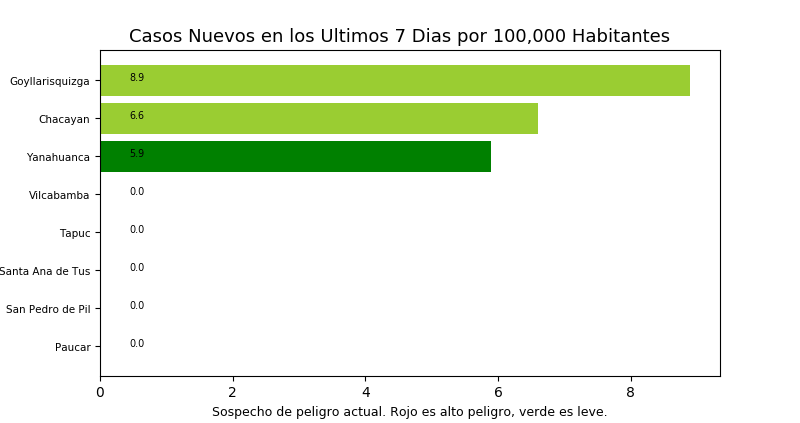 Casos Nuevos en los Ultimos 7 Dias por 100,000 Habitantes
Goyllarisquizga 8.9
Chacayan 6.6
Yanahuanca 5.9
Vilcabamba 0.0
Tapuc 0.0
Santa Ana de Tus 0.0
San Pedro de Pil 0.0
Paucar 0.0
0 2 4 6 8
Sospecho de peligro actual. Rojo es alto peligro, verde es leve.